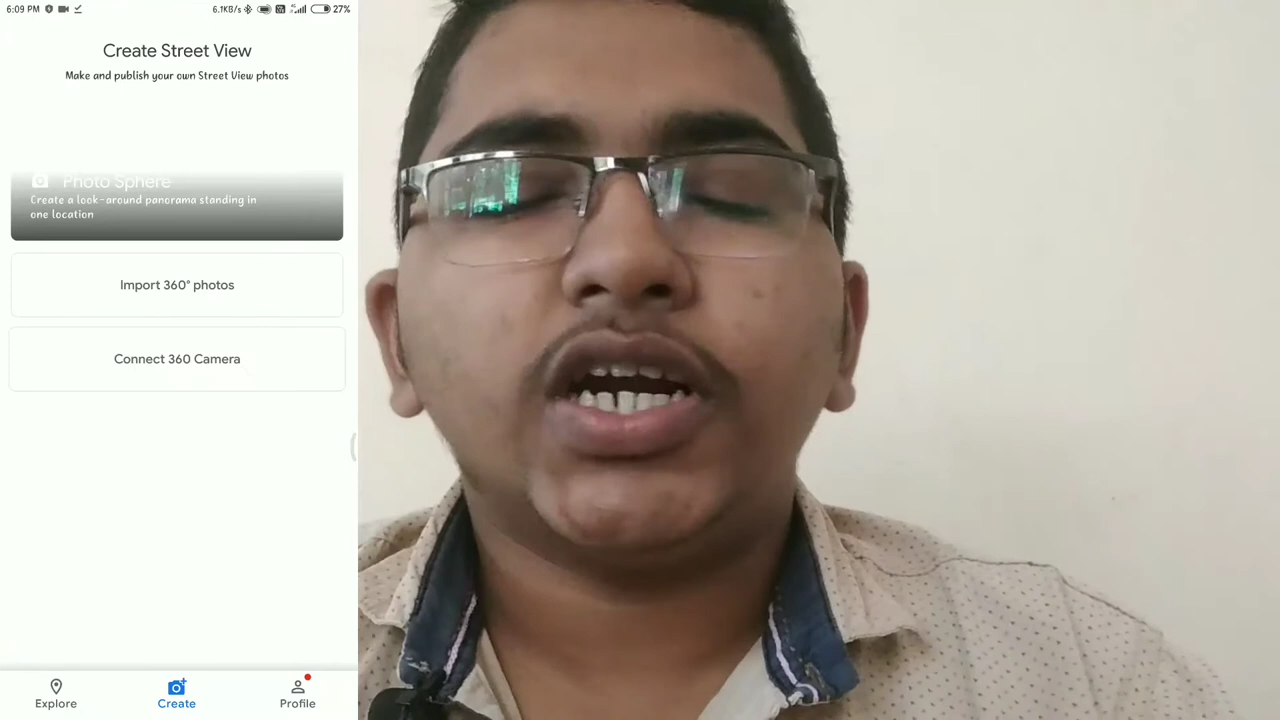 6:09 PM 6.1KB/s 27%
Create Street View
Make and publish your own Street View photos
Photo Sphere
Create a look-around panorama standing in
one location
Import 360° photos
Connect 360 Camera
Explore Create Profile